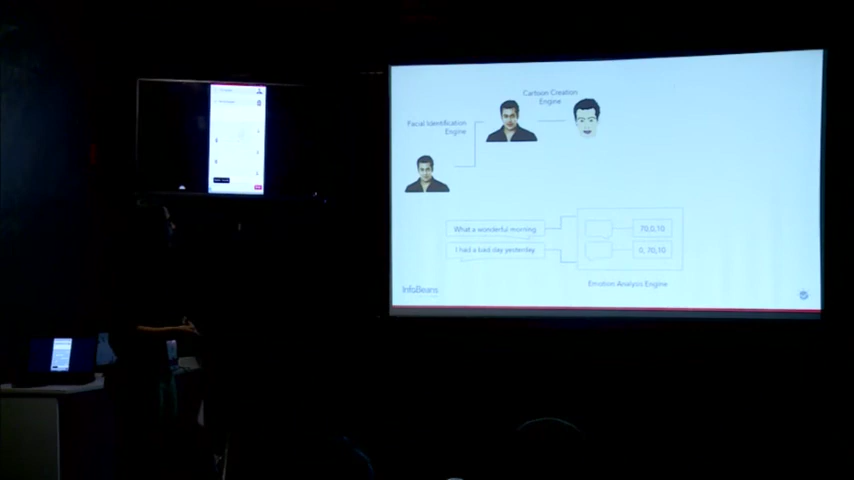 Cartoon Creation
Engine
Facial Identification
Engine
What a wonderful morning
70,0,10
I had a bad day yesterday
0, 70,10
Emotion Analysis Engine
InfoBeans